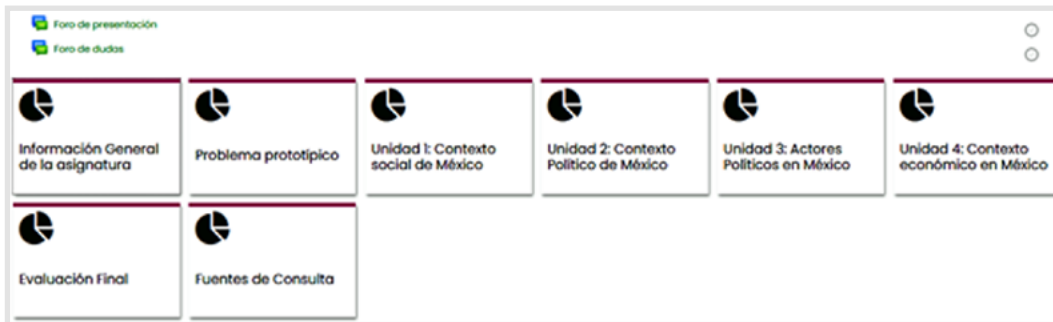 Foro de presentación
Foro de dudas
Información General
de la asignatura
Problema prototípico
Unidad 1: Contexto
social de México
Unidad 2: Contexto
Político de México
Unidad 3: Actores
Políticos en México
Unidad 4: Contexto
económico en México
Evaluación Final
Fuentes de Consulta